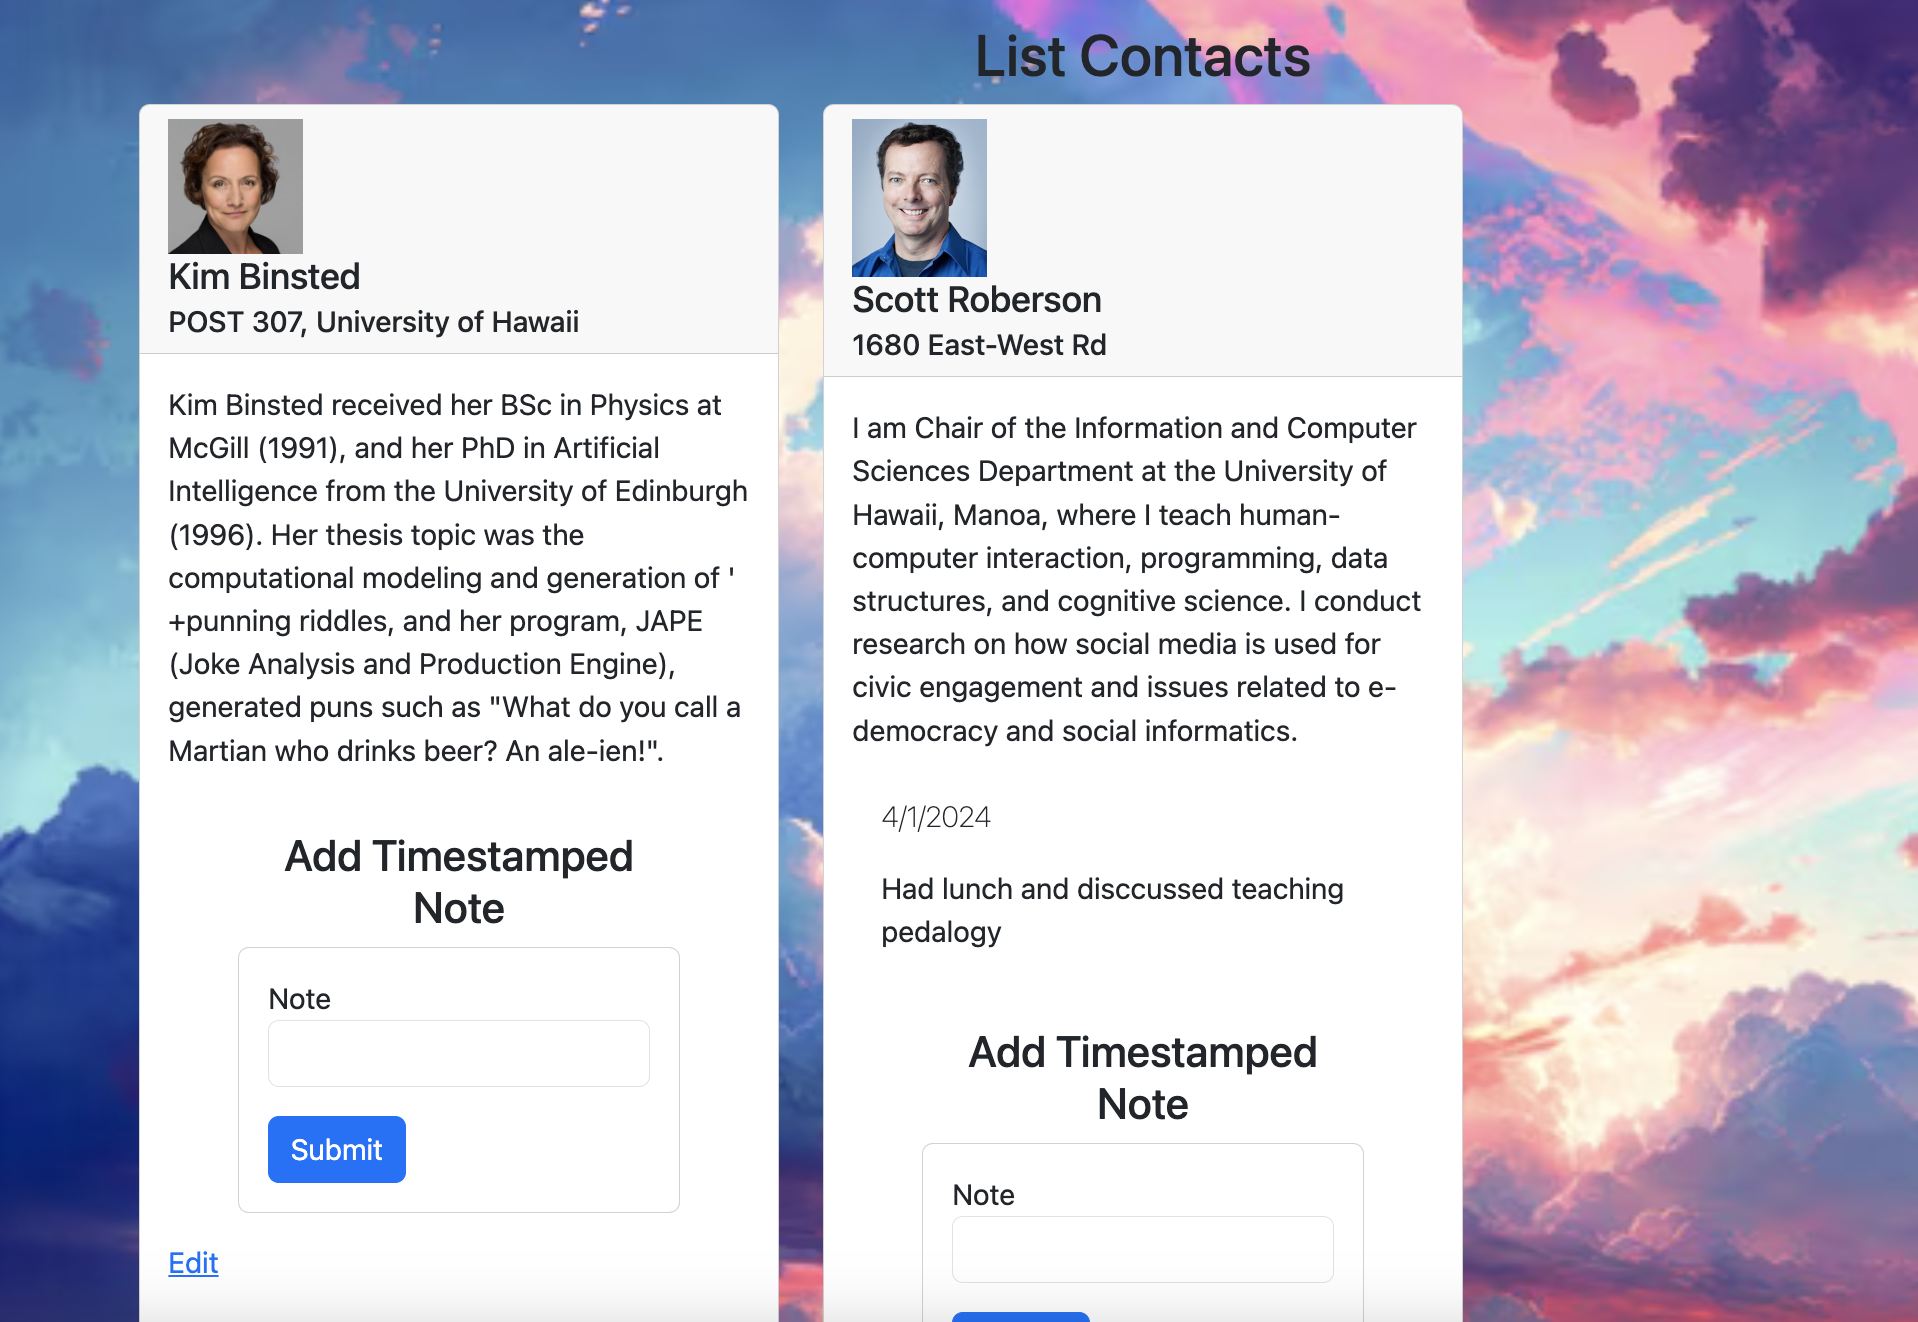 List Contacts
Kim Binsted
POST 307, University of Hawaii
Kim Binsted received her BSc in Physics at
McGill (1991), and her PhD in Artificial
Intelligence from the University of Edinburgh
(1996). Her thesis topic was the
computational modeling and generation of '
+punning riddles, and her program, JAPE
(Joke Analysis and Production Engine),
generated puns such as "What do you call a
Martian who drinks beer? An ale-ien!".
Add Timestamped
Note
Note
Submit
Edit
Scott Roberson
1680 East-West Rd
I am Chair of the Information and Computer
Sciences Department at the University of
Hawaii, Manoa, where I teach human-
computer interaction, programming, data
structures, and cognitive science. I conduct
research on how social media is used for
civic engagement and issues related to e-
democracy and social informatics.
4/1/2024
Had lunch and disccussed teaching
pedalogy
Add Timestamped
Note
Note